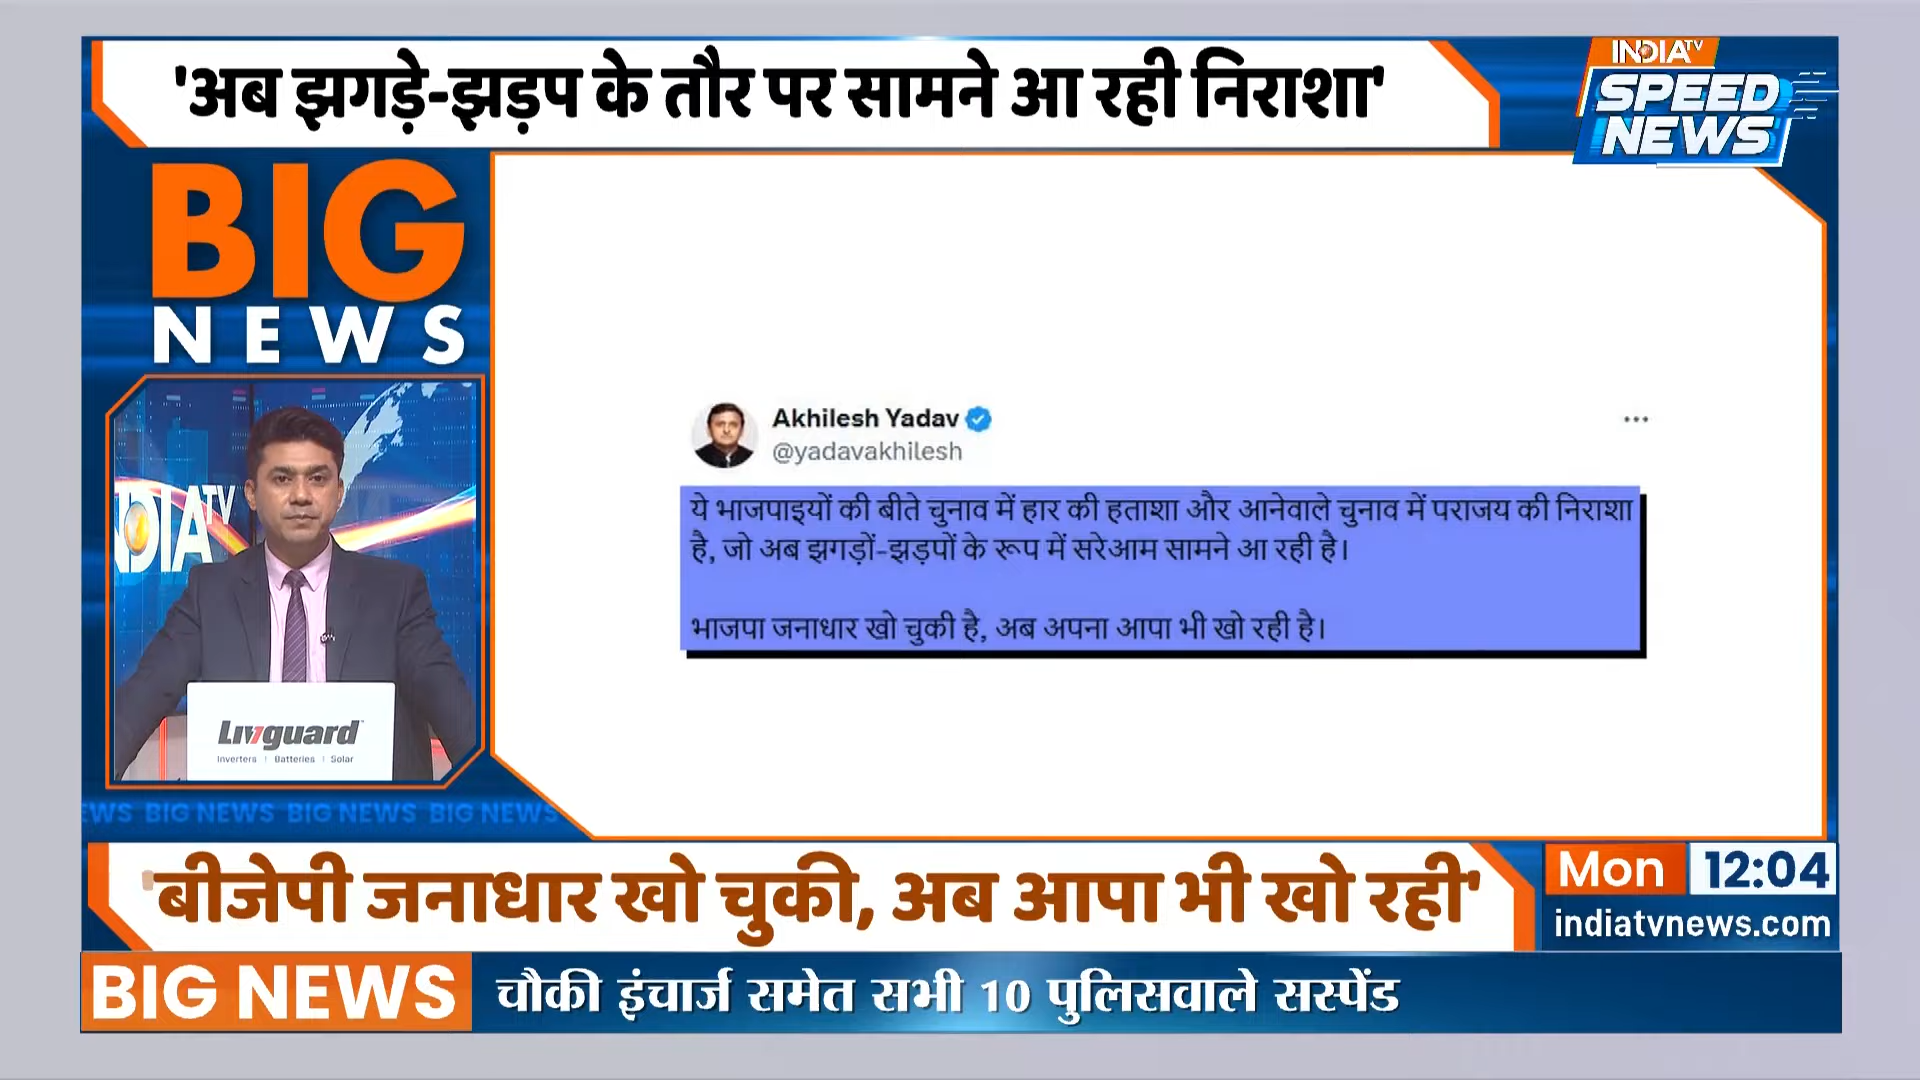 'अब झगड़े-झड़प के तौर पर सामने आ रही निराशा'
INDIA TV
SPEED
NEWS
BIG
NEWS
Akhilesh Yadav
@yadavakhilesh
ये भाजपाइयों की बीते चुनाव में हार की हताशा और आनेवाले चुनाव में पराजय की निराशा
है, जो अब झगड़ों-झड़पों के रूप में सरेआम सामने आ रही है।
भाजपा जनाधार खो चुकी है, अब अपना आपा भी खो रही है।
INDIA TV
Livguard
Inverters | Batteries | Solar
EWS BIG NEWS BIG NEWS BIG NEWS
'बीजेपी जनाधार खो चुकी, अब आपा भी खो रही'
Mon 12:04
indiatvnews.com
BIG NEWS चौकी इंचार्ज समेत सभी 10 पुलिसवाले सस्पेंड